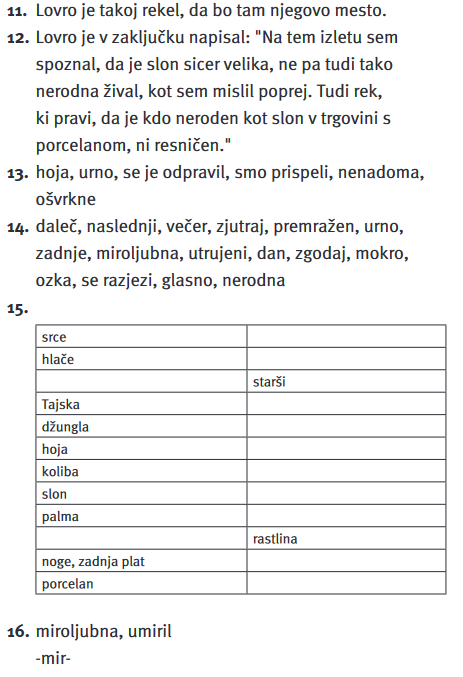 11. Lovro je takoj rekel, da bo tam njegovo mesto.
12. Lovro je v zaključku napisal: "Na tem izletu sem
spoznal, da je slon sicer velika, ne pa tudi tako
nerodna žival, kot sem mislil poprej. Tudi rek,
ki pravi, da je kdo neroden kot slon v trgovini s
porcelanom, ni resničen."
13. hoja, urno, se je odpravil, smo prispeli, nenadoma,
ošvrkne
14. daleč, naslednji, večer, zjutraj, premražen, urno,
zadnje, miroljubna, utrujeni, dan, zgodaj, mokro,
ozka, se razjezi, glasno, nerodna
15.
srce
hlače
starši
Tajska
džungla
hoja
koliba
slon
palma
rastlina
noge, zadnja plat
porcelan
16. miroljubna, umiril
-mir-